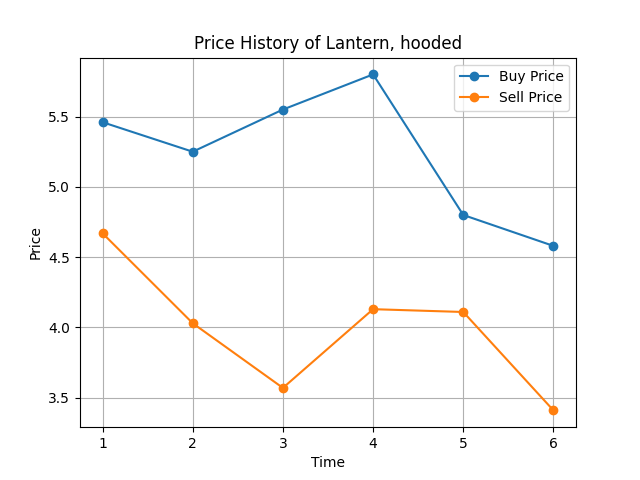 Price History of Lantern, hooded
Buy Price
Sell Price
Price
5.5
5.0
4.5
4.0
3.5
1 2 3 4 5 6
Time